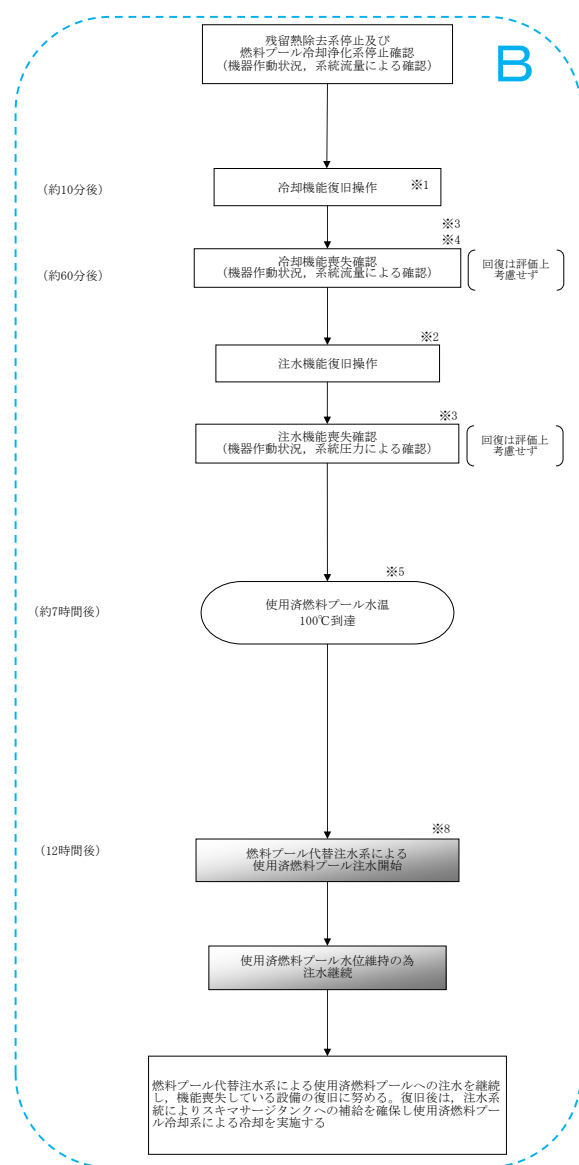 残留熱除去系停止及び
燃料プール冷却浄化系停止確認
（機器作動状況，系統流量による確認）
B
（約10分後）
冷却機能復旧操作
※1
※3
※4
（約60分後）
冷却機能喪失確認
（機器作動状況，系統流量による確認）
回復は評価上
考慮せず
※2
注水機能復旧操作
※3
注水機能喪失確認
（機器作動状況，系統圧力による確認）
回復は評価上
考慮せず
※5
（約7時間後）
使用済燃料プール水温
100℃到達
※8
（12時間後）
燃料プール代替注水系による
使用済燃料プール注水開始
使用済燃料プール水位維持の為
注水継続
燃料プール代替注水系による使用済燃料プールへの注水を継続
し，機能喪失している設備の復旧に努める。復旧後は，注水系
統によりスキマサージタンクへの補給を確保し使用済燃料プー
ル冷却系による冷却を実施する